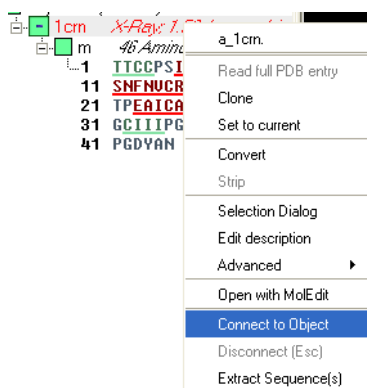 1crn X-Ray: 1.
m 46 Amino
1 TTCCPSI
11 SNFNVCR
21 TPEAICA
31 GCIIIPG
41 PGDYAN
a_1crn.
Read full PDB entry
Clone
Set to current
Convert
Strip
Selection Dialog
Edit description
Advanced
Open with MolEdit
Connect to Object
Disconnect (Esc)
Extract Sequence(s)